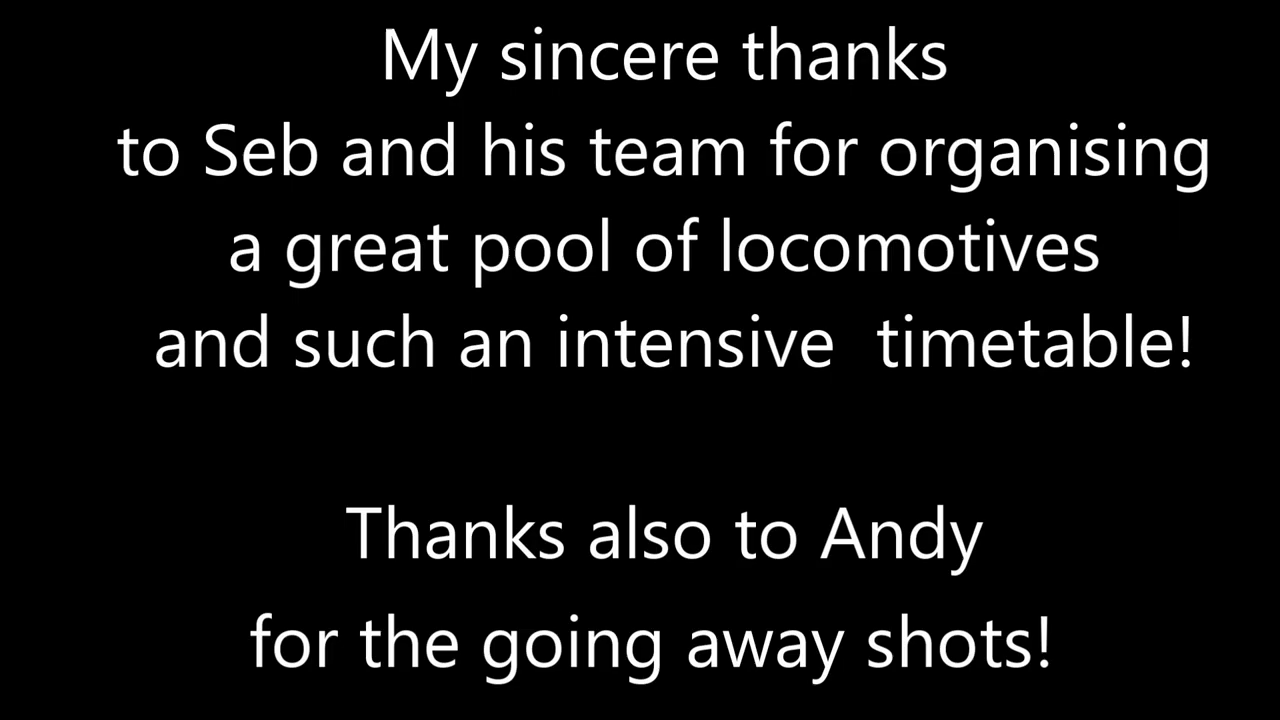 My sincere thanks
to Seb and his team for organising
a great pool of locomotives
and such an intensive  timetable!
Thanks also to Andy
for the going away shots!